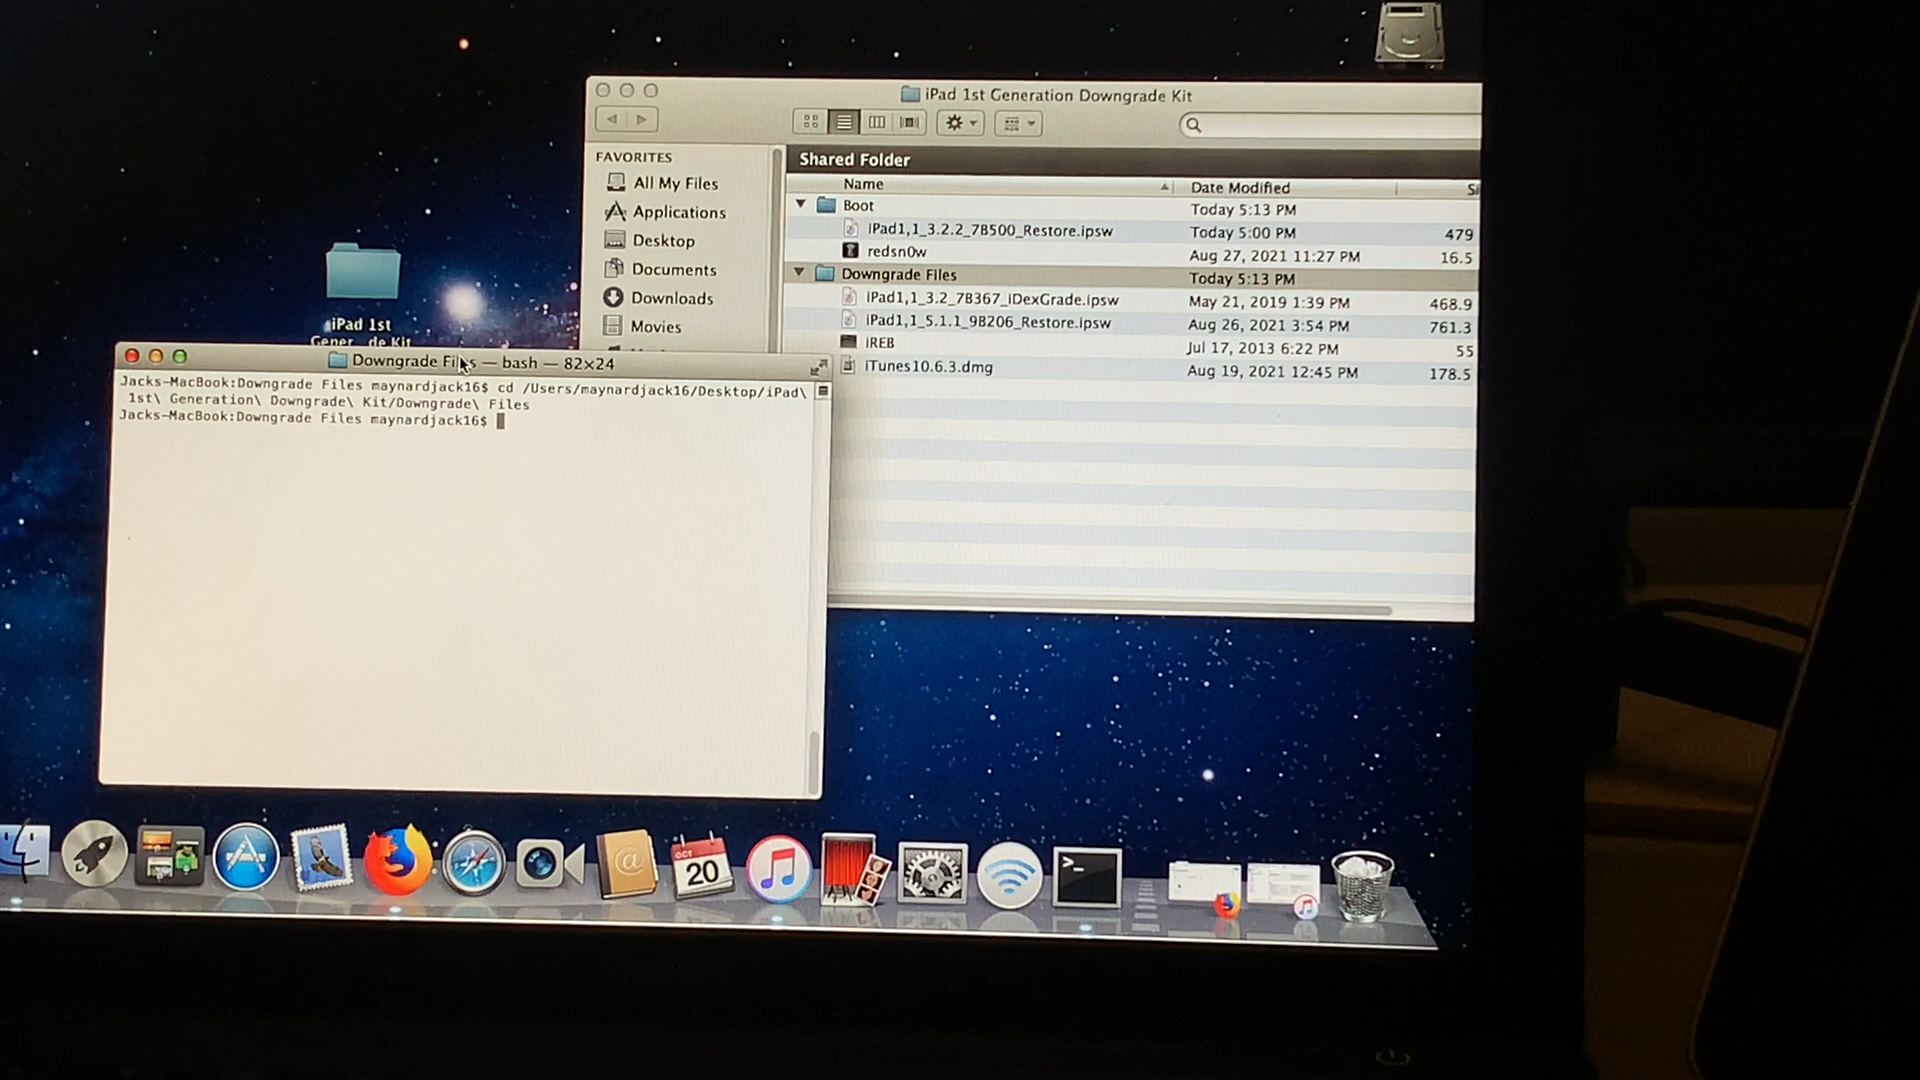 iPad 1st Generation Downgrade Kit
FAVORITES
All My Files
Applications
Desktop
Documents
Downloads
Movies
Shared Folder
Name
Date Modified
Boot
Today 5:13 PM
iPad1,1_3.2.2_7B500_Restore.ipsw
Today 5:00 PM
479
redsn0w
Aug 27, 2021 11:27 PM
16.5
Downgrade Files
Today 5:13 PM
iPad1,1_3.2_7B367_iDexGrade.ipsw
May 21, 2019 1:39 PM
468.9
iPad1,1_5.1.1_9B206_Restore.ipsw
Aug 26, 2021 3:54 PM
761.3
iREB
Jul 17, 2013 6:22 PM
55
iTunes10.6.3.dmg
Aug 19, 2021 12:45 PM
178.5
iPad 1st
Gener...de Kit
Downgrade Files — bash — 82×24
Jacks-MacBook:Downgrade Files maynardjack16$ cd /Users/maynardjack16/Desktop/iPad\
1st\ Generation\ Downgrade\ Kit/Downgrade\ Files
Jacks-MacBook:Downgrade Files maynardjack16$
OCT
20